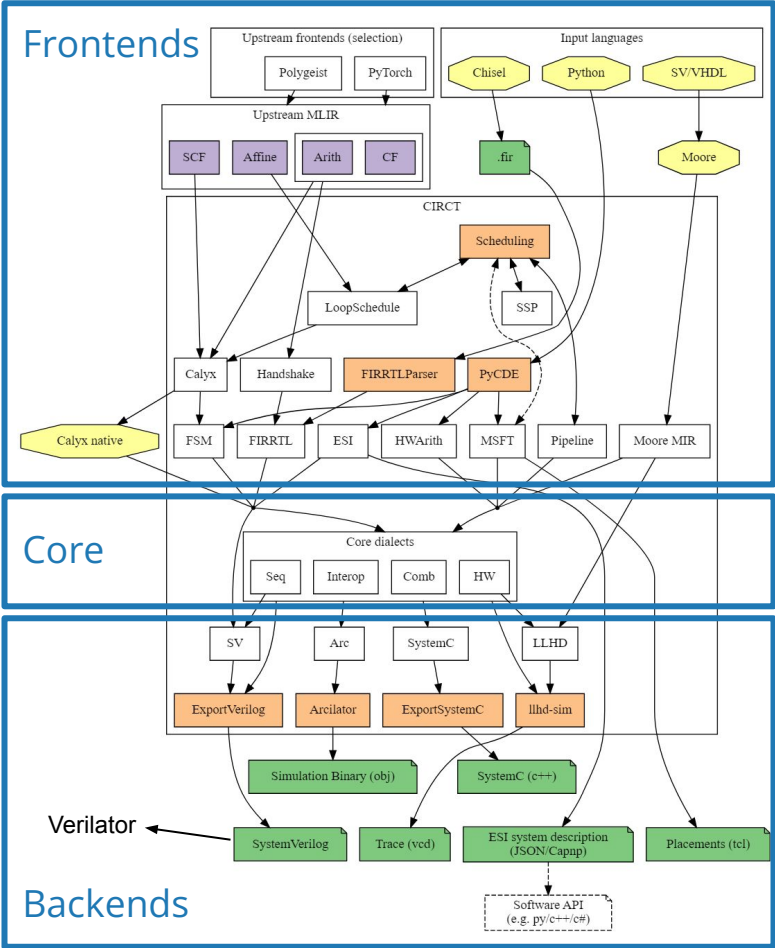 Frontends
Upstream frontends (selection)
Input languages
Polygeist
PyTorch
Chisel
Python
SV/VHDL
Upstream MLIR
SCF
Affine
Arith
CF
.fir
Moore
CIRCT
Scheduling
LoopSchedule
SSP
Calyx
Handshake
FIRRTLParser
PyCDE
Calyx native
FSM
FIRRTL
ESI
HWArith
MSFT
Pipeline
Moore MIR
Core
Core dialects
Seq
Interop
Comb
HW
SV
Arc
SystemC
LLHD
ExportVerilog
Arcilator
ExportSystemC
llhd-sim
Simulation Binary (obj)
SystemC (c++)
Verilator
SystemVerilog
Trace (vcd)
ESI system description
(JSON/Capnp)
Placements (tcl)
Backends
Software API
(e.g. py/c++/c#)